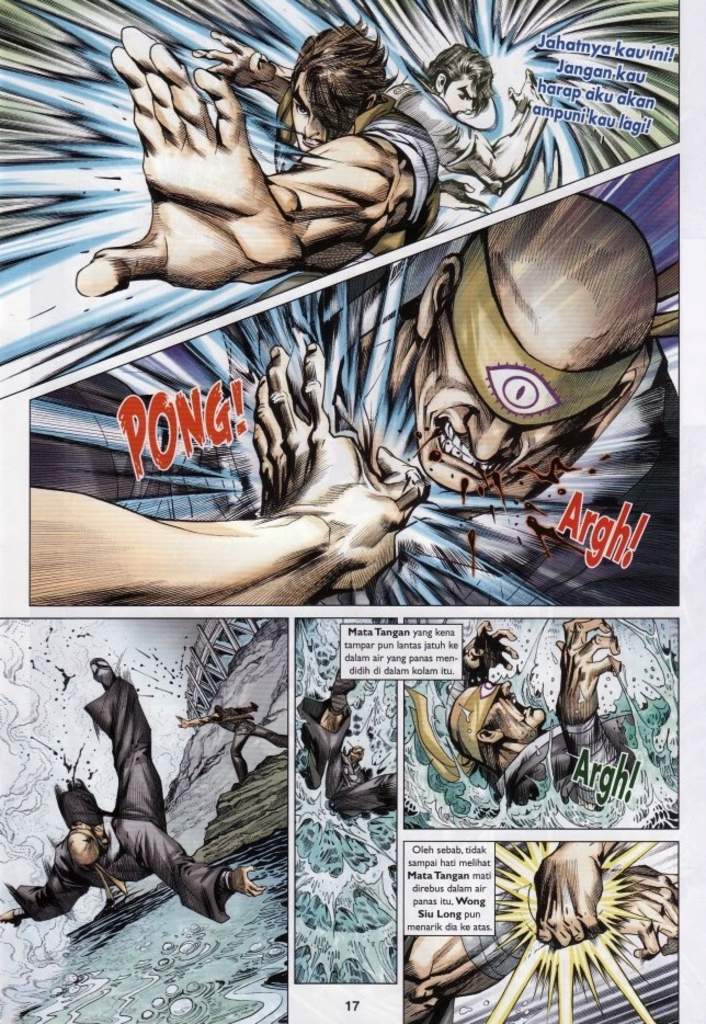 Jahatnya kau ini!
Jangan kau
harap aku akan
ampuni kau lagi!
PONG!
Argh!
Mata Tangan yang kena
tampar pun lantas jatuh ke
dalam air yang panas men-
didih di dalam kolam itu.
Argh!
Oleh sebab, tidak
sampai hati melihat
Mata Tangan mati
direbus dalam air
panas itu, Wong
Siu Long pun
menarik dia ke atas.
17